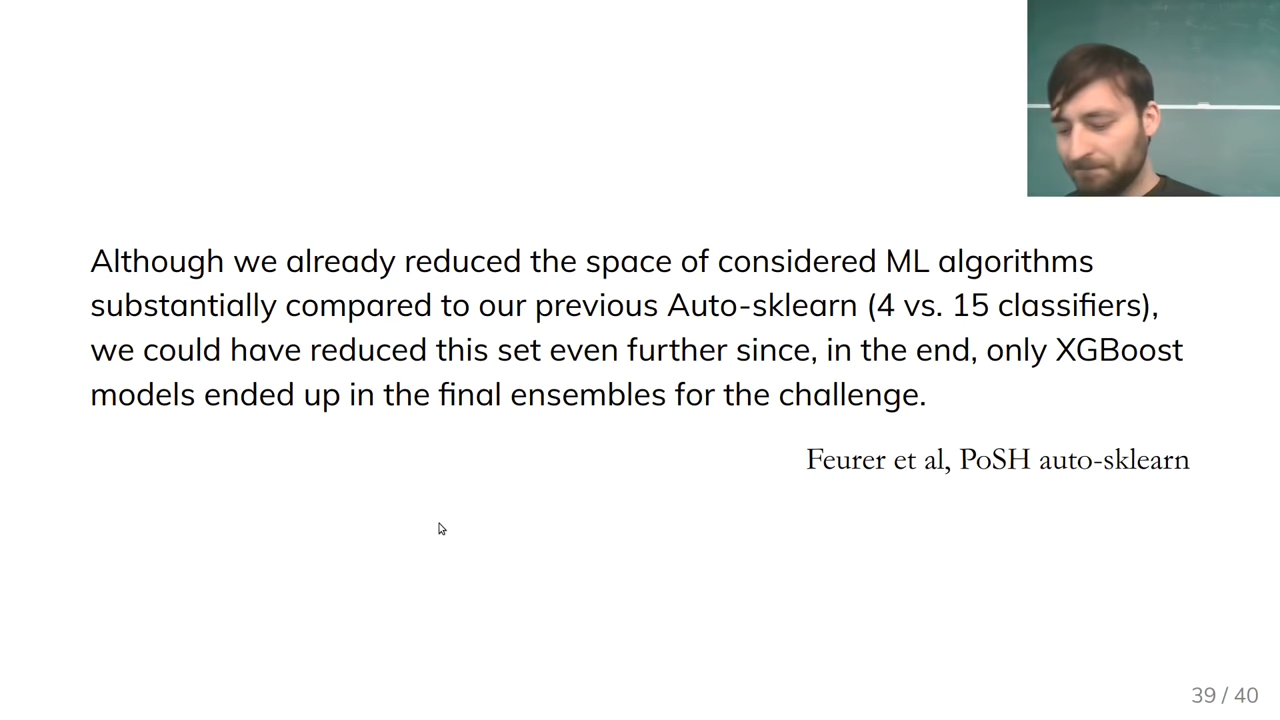 Although we already reduced the space of considered ML algorithms
substantially compared to our previous Auto-sklearn (4 vs. 15 classifiers),
we could have reduced this set even further since, in the end, only XGBoost
models ended up in the final ensembles for the challenge.
Feurer et al, PoSH auto-sklearn
39 / 40